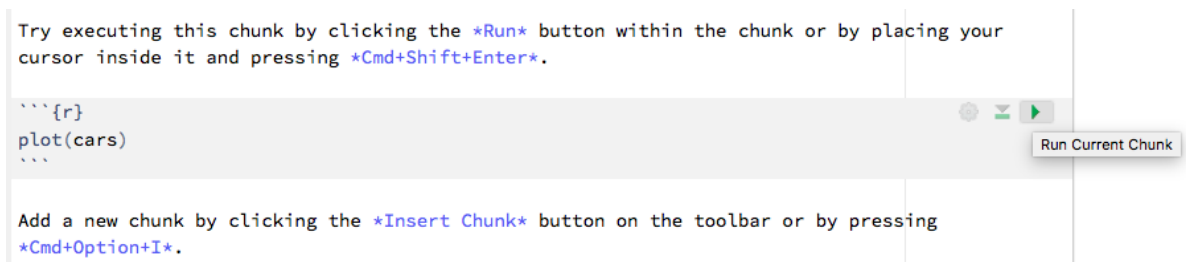 Try executing this chunk by clicking the *Run* button within the chunk or by placing your
cursor inside it and pressing *Cmd+Shift+Enter*.
```{r}
plot(cars)
```
Run Current Chunk
Add a new chunk by clicking the *Insert Chunk* button on the toolbar or by pressing
*Cmd+Option+I*.